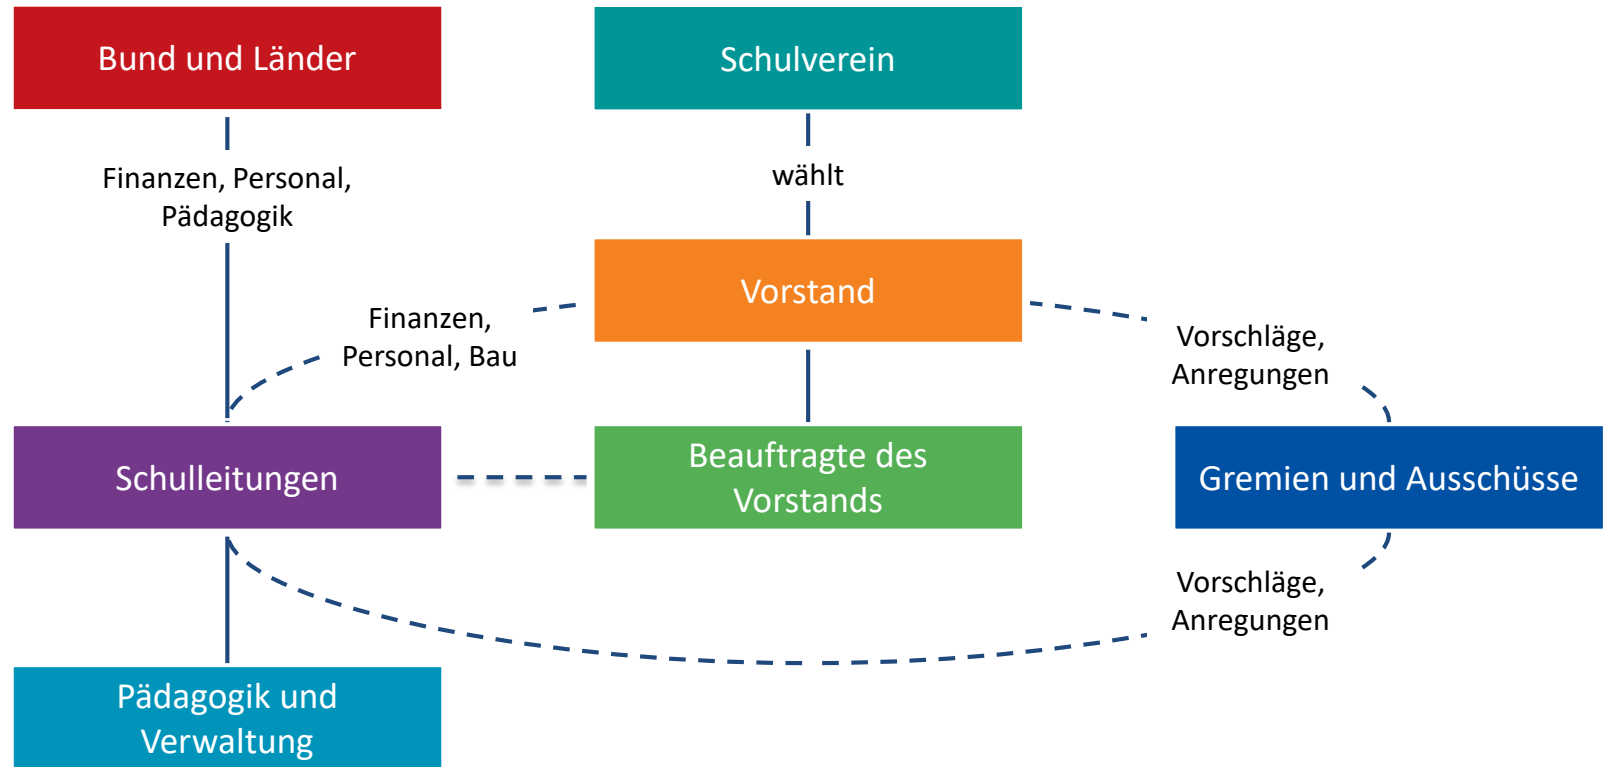 Bund und Länder
Schulverein
Finanzen, Personal,
Pädagogik
wählt
Vorstand
Finanzen,
Personal, Bau
Vorschläge,
Anregungen
Schulleitungen
Beauftragte des
Vorstands
Gremien und Ausschüsse
Vorschläge,
Anregungen
Pädagogik und
Verwaltung